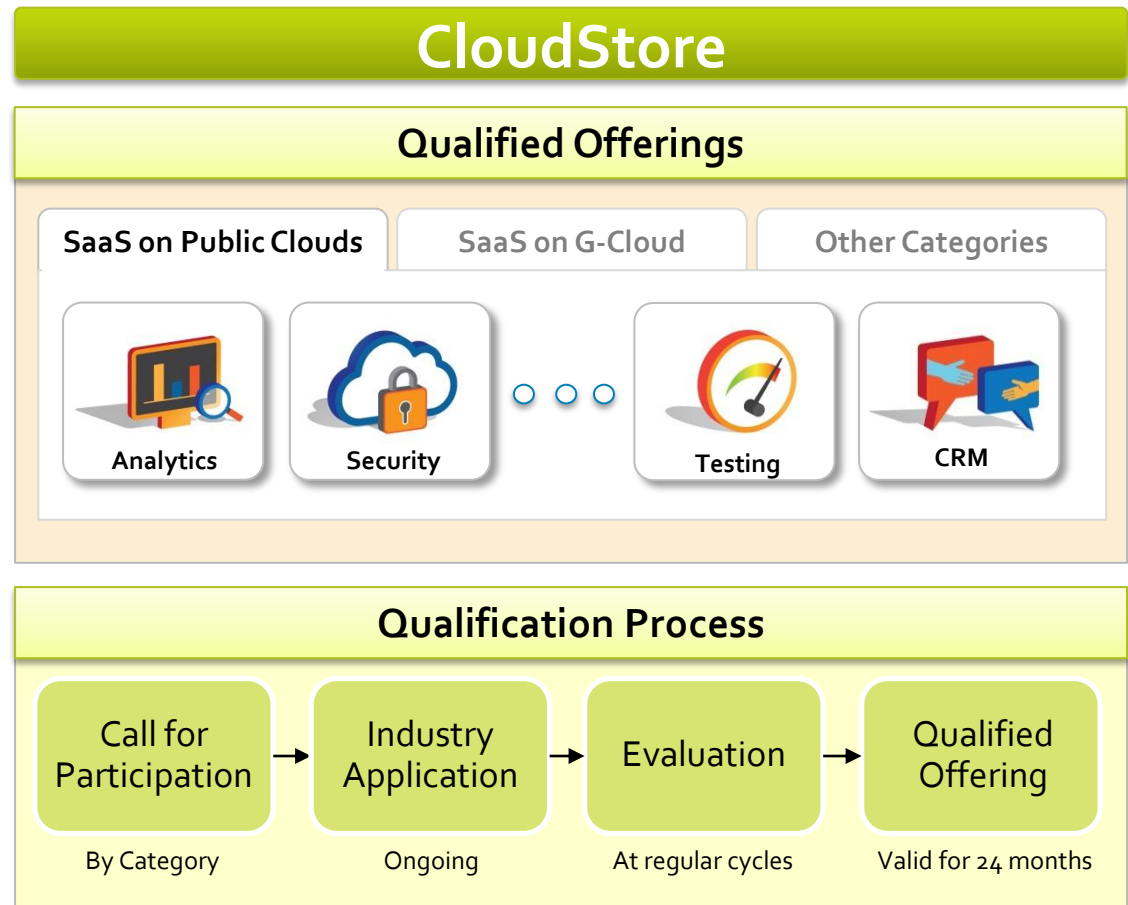 CloudStore
Qualified Offerings
SaaS on Public Clouds
SaaS on G-Cloud
Other Categories
Analytics
Security
Testing
CRM
Qualification Process
Call for
Participation
Industry
Application
Evaluation
Qualified
Offering
By Category
Ongoing
At regular cycles
Valid for 24 months